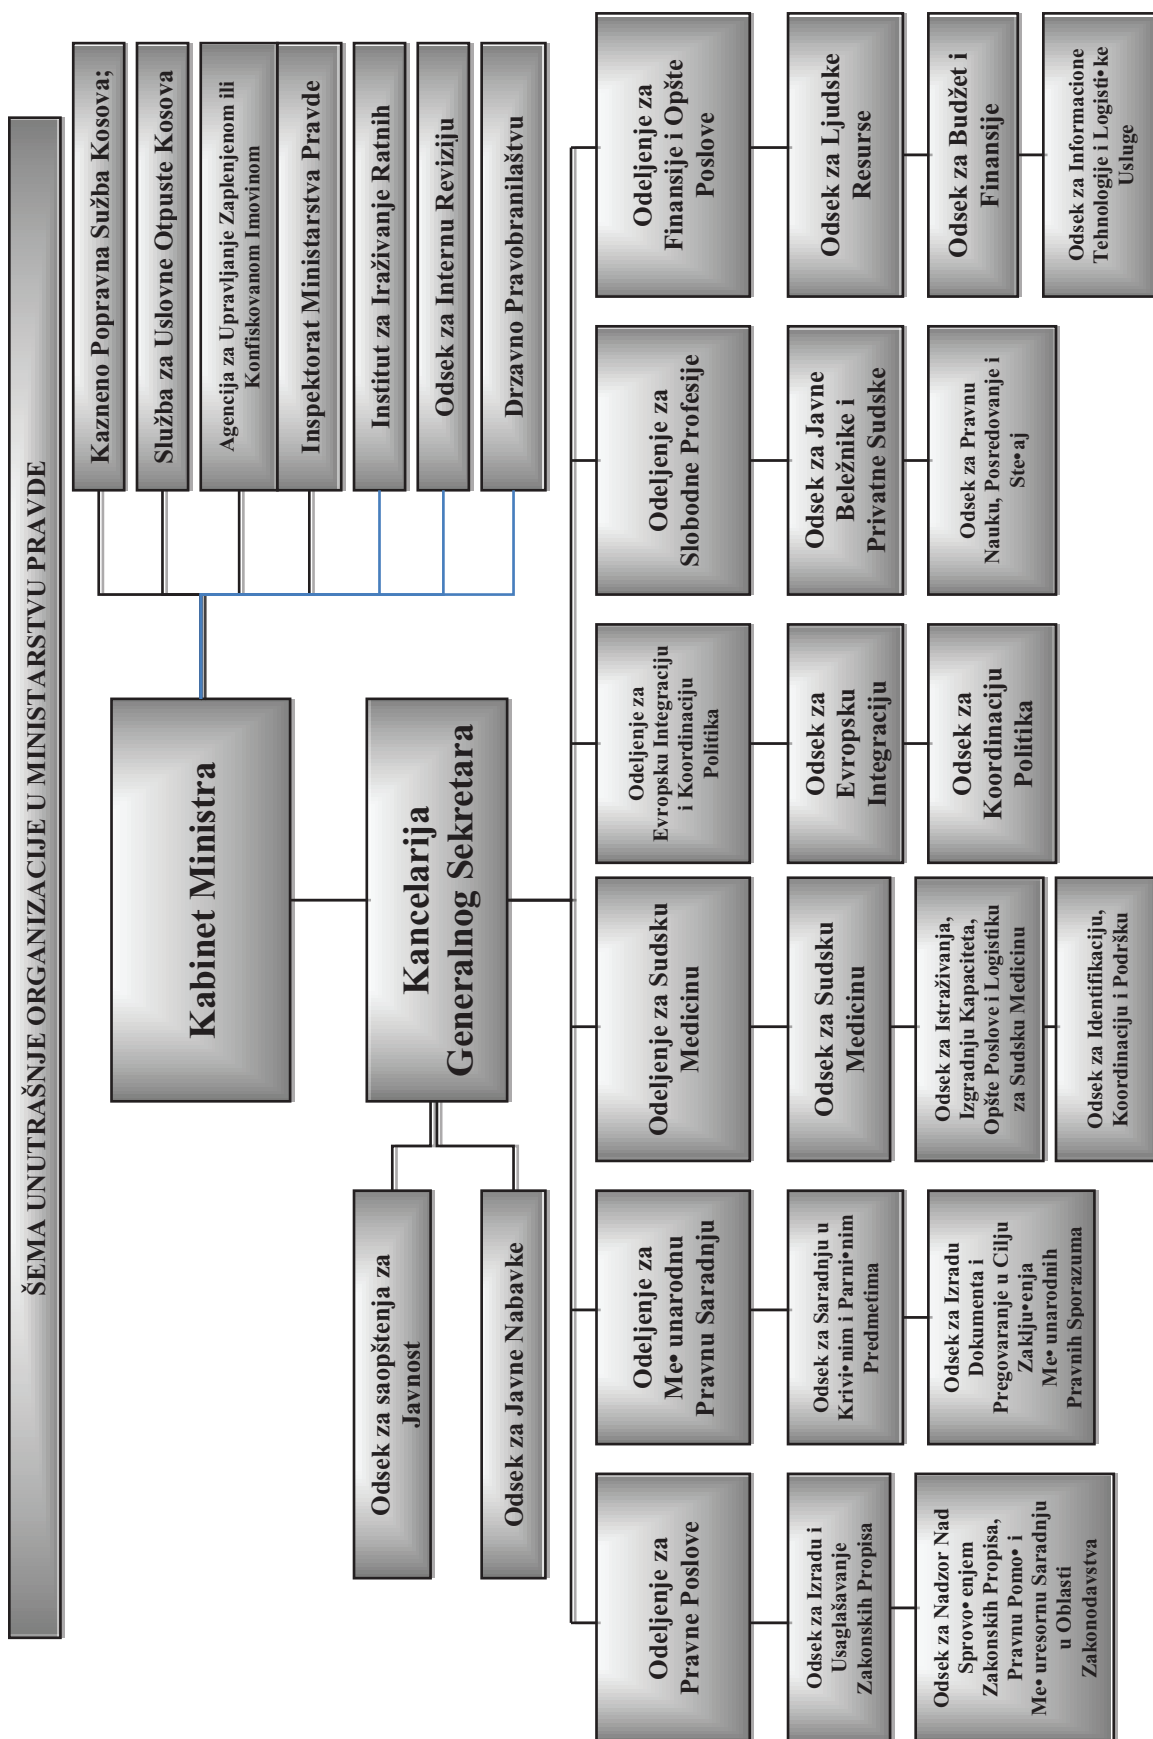 ŠEMA UNUTRAŠNJE ORGANIZACIJE U MINISTARSTVU PRAVDE
Kabinet Ministra
Kazneno Popravna Sužba Kosova;
Služba za Uslovne Otpuste Kosova
Agencija za Upravljanje Zaplenjenom ili
Konfiskovanom Imovinom
Inspektorat Ministarstva Pravde
Institut za Iraživanje Ratnih
Odsek za Internu Reviziju
Drzavno Pravobranilaštvu
Kancelarija
Generalnog Sekretara
Odsek za saopštenja za
Javnost
Odsek za Javne Nabavke
Odeljenje za
Pravne Poslove
Odsek za Izradu i
Usaglašavanje
Zakonskih Propisa
Odsek za Nadzor Nad
Sprovo• enjem
Zakonskih Propisa,
Pravnu Pomo• i
Me• uresornu Saradnju
u Oblasti
Zakonodavstva
Odeljenje za
Me• unarodnu
Pravnu Saradnju
Odsek za Saradnju u
Krivi• nim i Parni• nim
Predmetima
Odsek za Izradu
Dokumenta i
Pregovaranje u Cilju
Zaklju• enja
Me• unarodnih
Pravnih Sporazuma
Odeljenje za Sudsku
Medicinu
Odsek za Sudsku
Medicinu
Odsek za Istraživanja,
Izgradnju Kapaciteta,
Opšte Poslove i Logistiku
za Sudsku Medicinu
Odsek za Identifikaciju,
Koordinaciju i Podršku
Odeljenje za
Evropsku Integraciju
i Koordinaciju
Politika
Odsek za
Evropsku
Integraciju
Odsek za
Koordinaciju
Politika
Odeljenje za
Slobodne Profesije
Odsek za Javne
Beležnike i
Privatne Sudske
Odsek za Pravnu
Nauku, Posredovanje i
Ste• aj
Odeljenje za
Finansije i Opšte
Poslove
Odsek za Ljudske
Resurse
Odsek za Budžet i
Finansije
Odsek za Informacione
Tehnologije i Logisti• ke
Usluge